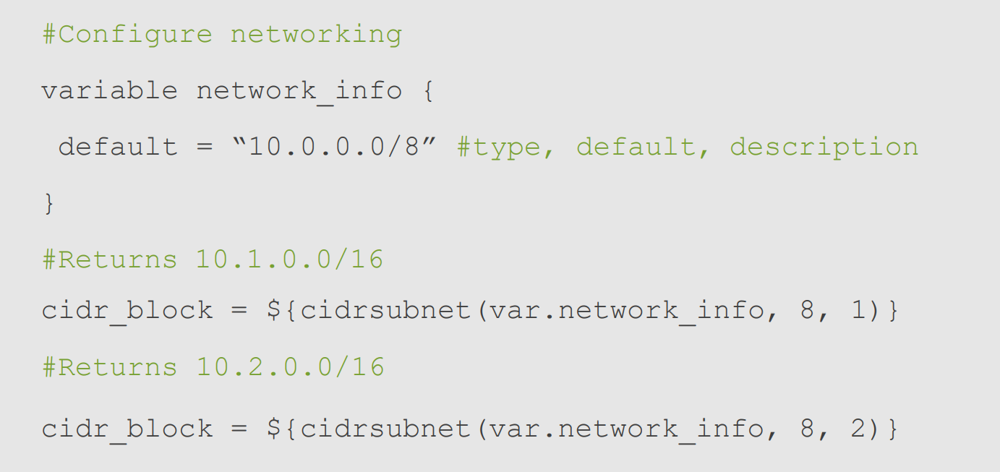 #Configure networking
variable network_info {
default = “10.0.0.0/8” #type, default, description
}
#Returns 10.1.0.0/16
cidr_block = ${cidrsubnet(var.network_info, 8, 1)}
#Returns 10.2.0.0/16
cidr_block = ${cidrsubnet(var.network_info, 8, 2)}